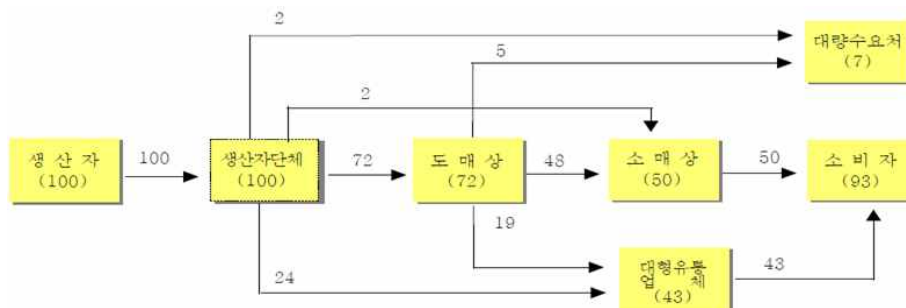 2
대량수요처
(7)
5
2
생 산 자
(100)
100
생산자단체
(100)
72
도 매 상
(72)
48
소 매 상
(50)
50
소 비 자
(93)
19
24
대형유통
업 체
(43)
43